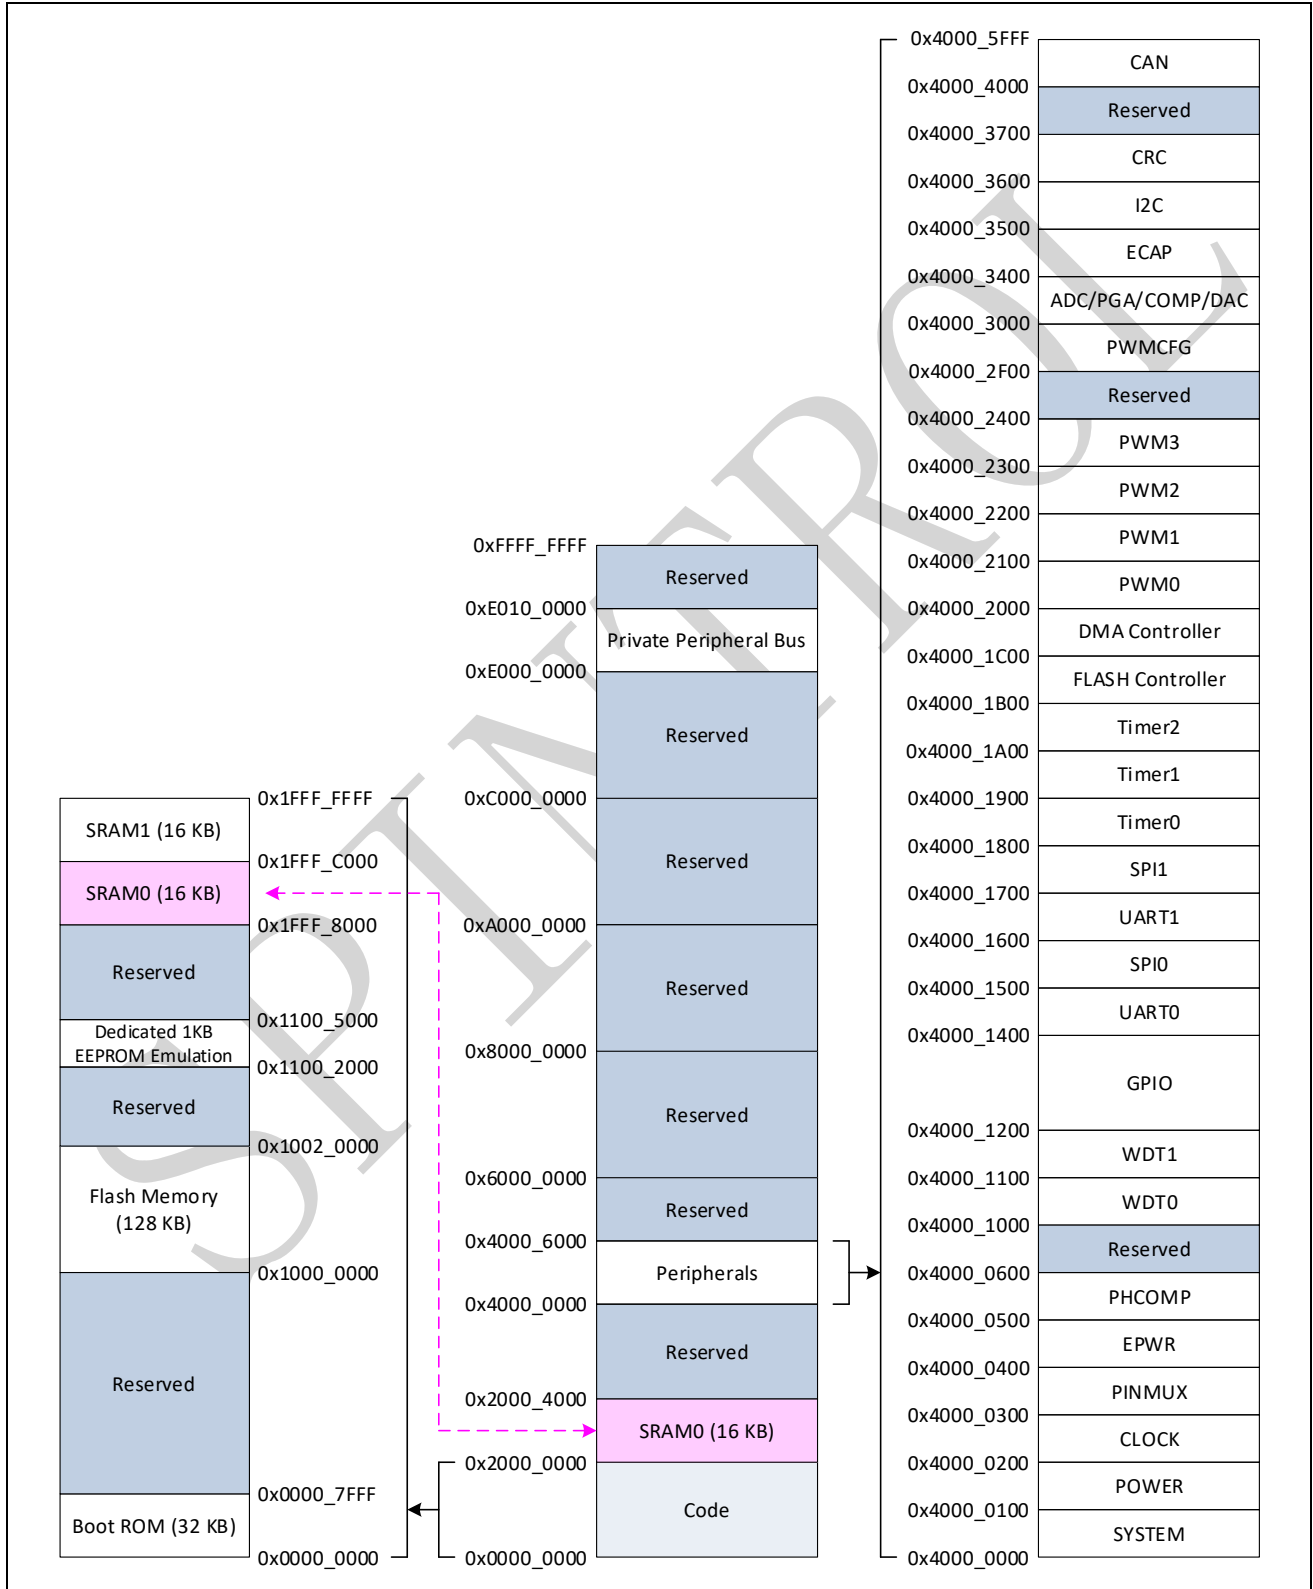 0x1FFF_FFFF
SRAM1 (16 KB)
0x1FFF_C000
SRAM0 (16 KB)
0x1FFF_8000
Reserved
0x1100_5000
Dedicated 1KB
EEPROM Emulation
0x1100_2000
Reserved
0x1002_0000
Flash Memory
(128 KB)
0x1000_0000
Reserved
0x0000_7FFF
Boot ROM (32 KB)
0x0000_0000
0xFFFF_FFFF
Reserved
0xE010_0000
Private Peripheral Bus
0xE000_0000
Reserved
0xC000_0000
Reserved
0xA000_0000
Reserved
0x8000_0000
Reserved
0x6000_0000
Reserved
0x4000_6000
Peripherals
0x4000_0000
Reserved
0x2000_4000
SRAM0 (16 KB)
0x2000_0000
Code
0x0000_0000
0x4000_5FFF
CAN
0x4000_4000
Reserved
0x4000_3700
CRC
0x4000_3600
I2C
0x4000_3500
ECAP
0x4000_3400
ADC/PGA/COMP/DAC
0x4000_3000
PWMCFG
0x4000_2F00
Reserved
0x4000_2400
PWM3
0x4000_2300
PWM2
0x4000_2200
PWM1
0x4000_2100
PWM0
0x4000_2000
DMA Controller
0x4000_1C00
FLASH Controller
0x4000_1B00
Timer2
0x4000_1A00
Timer1
0x4000_1900
Timer0
0x4000_1800
SPI1
0x4000_1700
UART1
0x4000_1600
SPI0
0x4000_1500
UART0
0x4000_1400
GPIO
0x4000_1200
WDT1
0x4000_1100
WDT0
0x4000_1000
Reserved
0x4000_0600
PHCOMP
0x4000_0500
EPWR
0x4000_0400
PINMUX
0x4000_0300
CLOCK
0x4000_0200
POWER
0x4000_0100
SYSTEM
0x4000_0000
SPINTROL